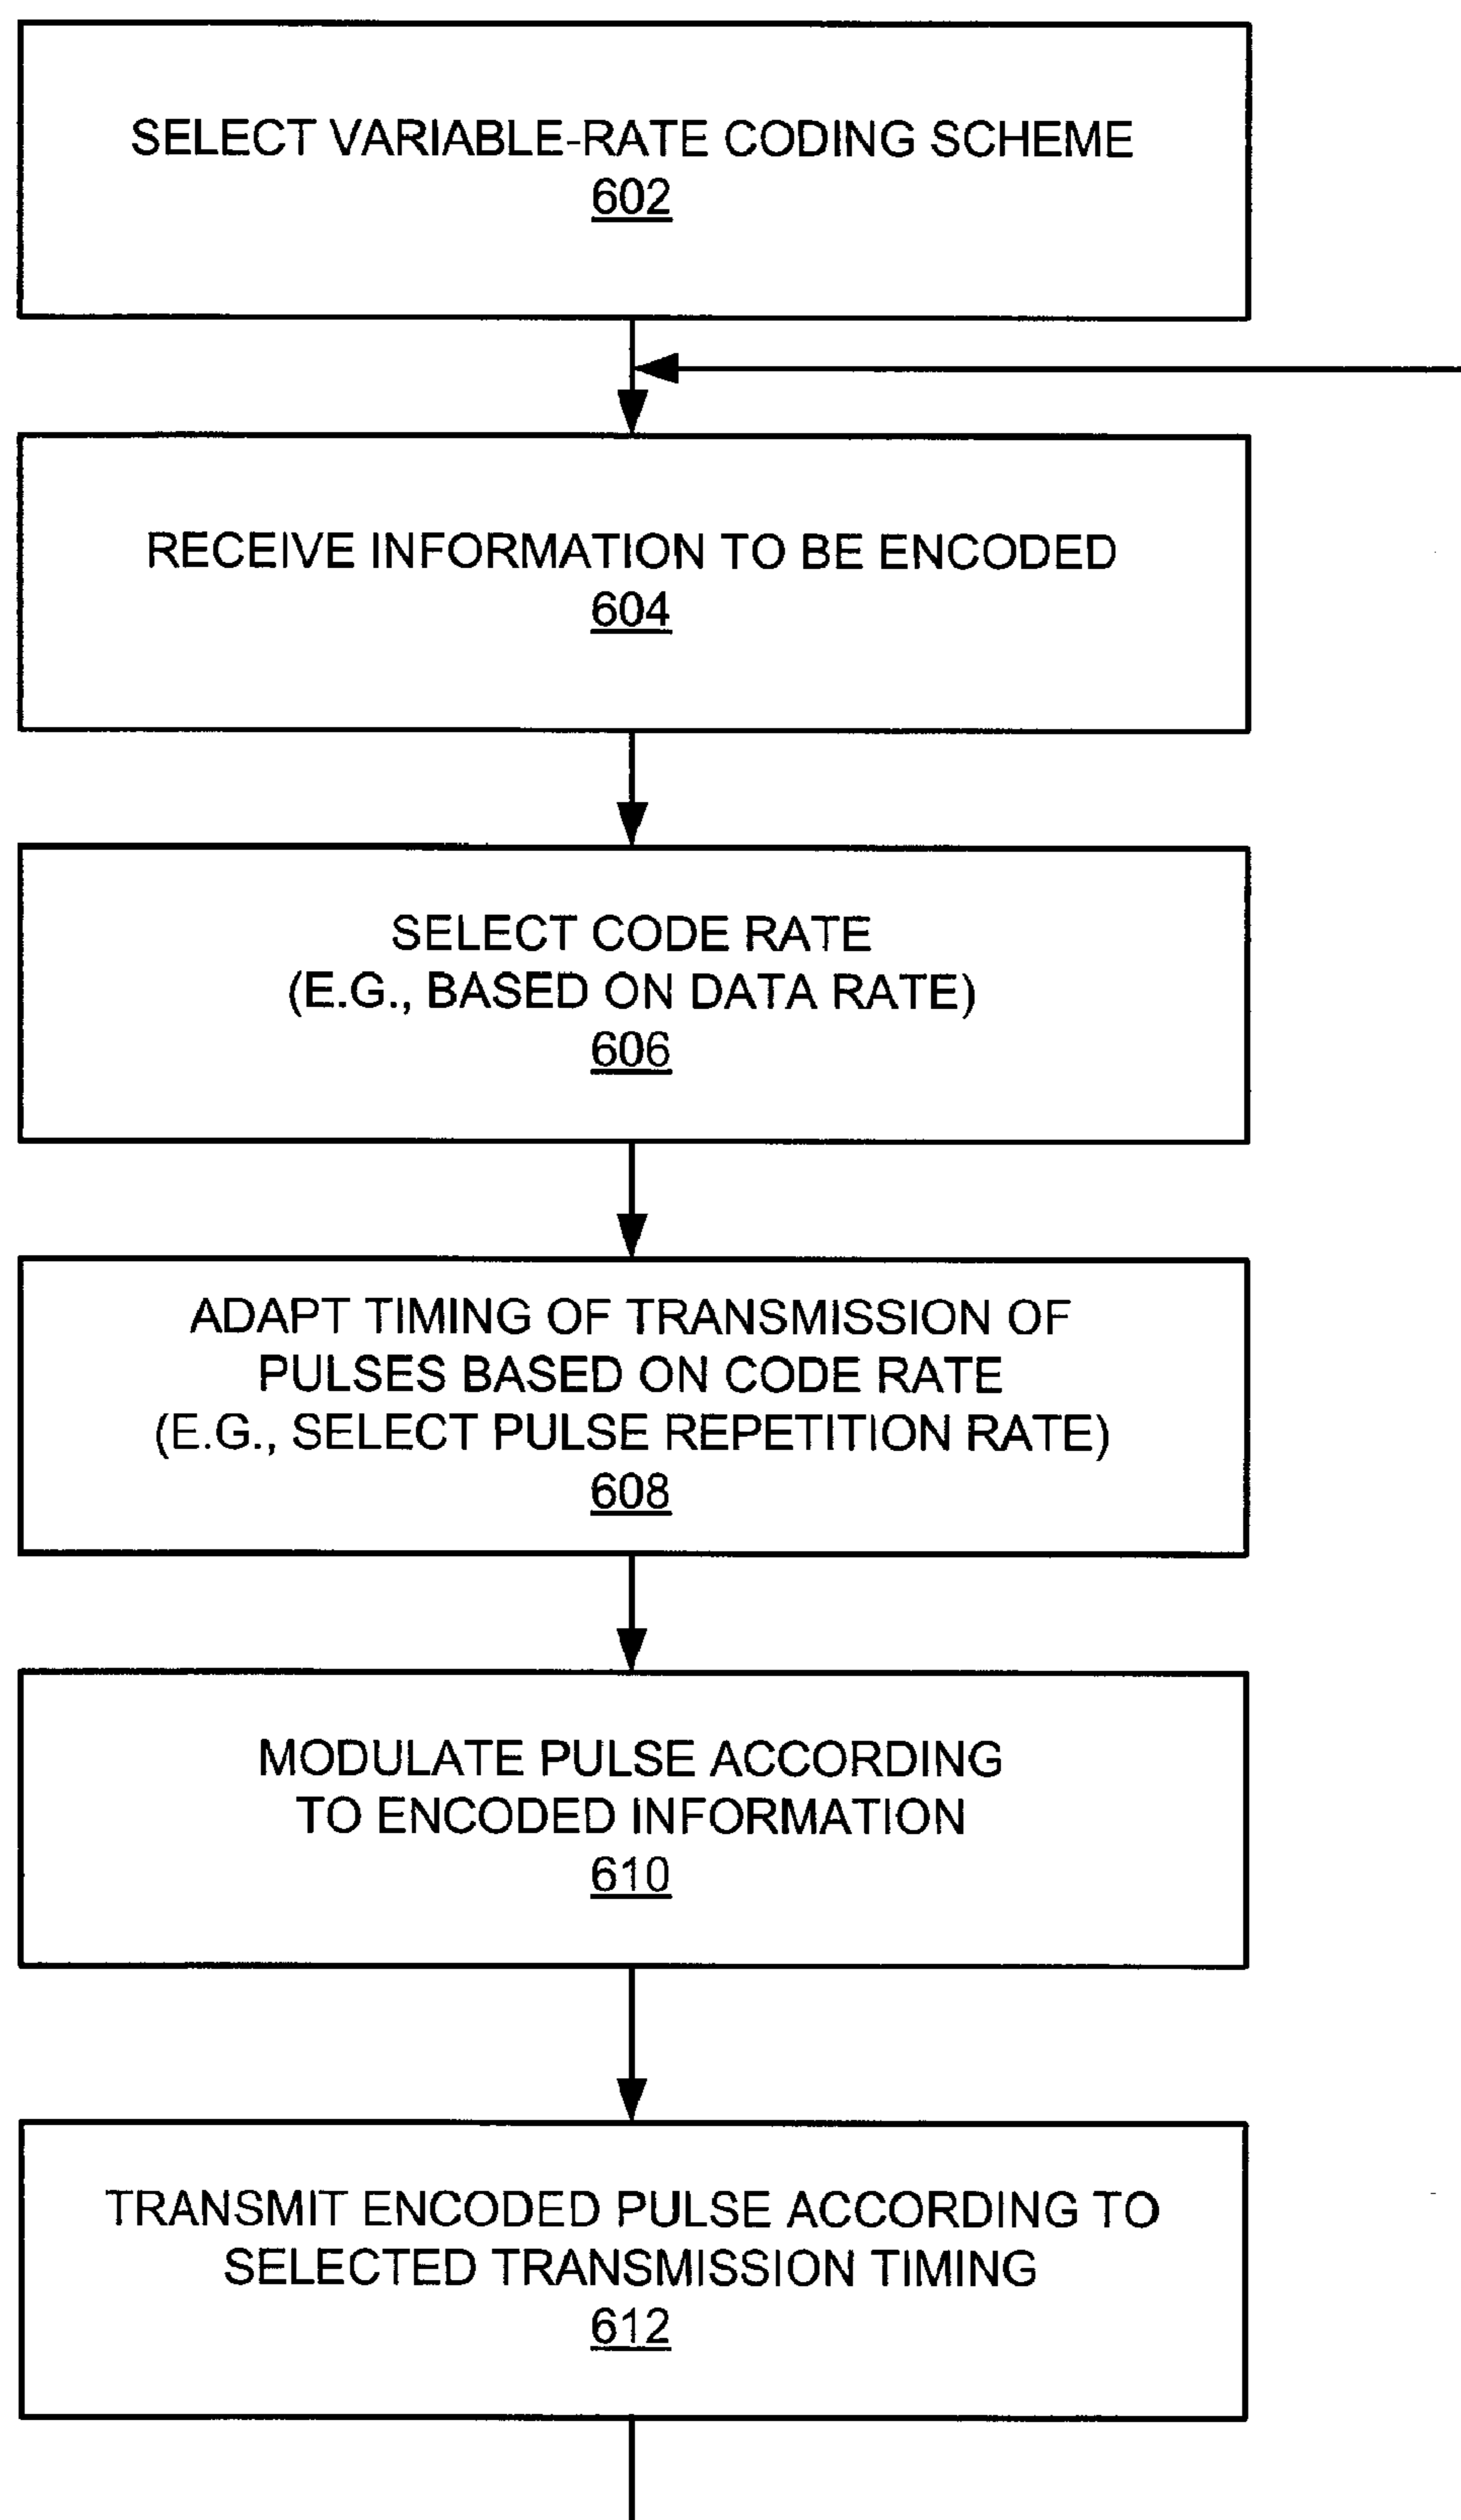 SELECT VARIABLE-RATE CODING SCHEME
602
RECEIVE INFORMATION TO BE ENCODED
604
SELECT CODE RATE
(E.G., BASED ON DATA RATE)
606
ADAPT TIMING OF TRANSMISSION OF
PULSES BASED ON CODE RATE
(E.G., SELECT PULSE REPETITION RATE)
608
MODULATE PULSE ACCORDING
TO ENCODED INFORMATION
610
TRANSMIT ENCODED PULSE ACCORDING TO
SELECTED TRANSMISSION TIMING
612